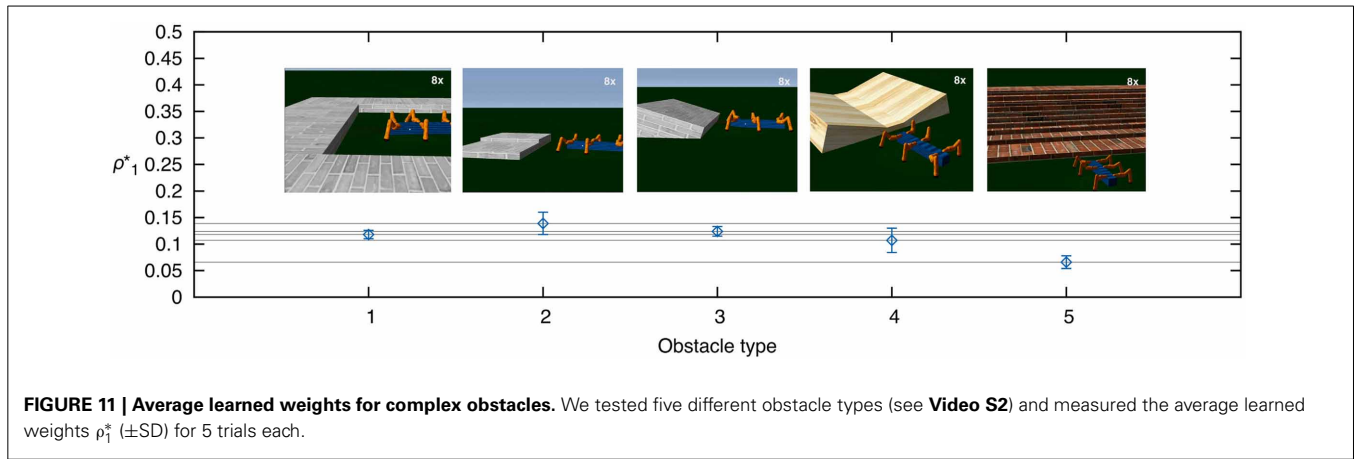 0.5
0.45
0.4
0.35
0.3
ρ*₁ 0.25
0.2
0.15
0.1
0.05
0
8x 8x 8x 8x 8x
1 2 3 4 5
Obstacle type
FIGURE 11 | Average learned weights for complex obstacles. We tested five different obstacle types (see Video S2) and measured the average learned
weights ρ₁* (±SD) for 5 trials each.